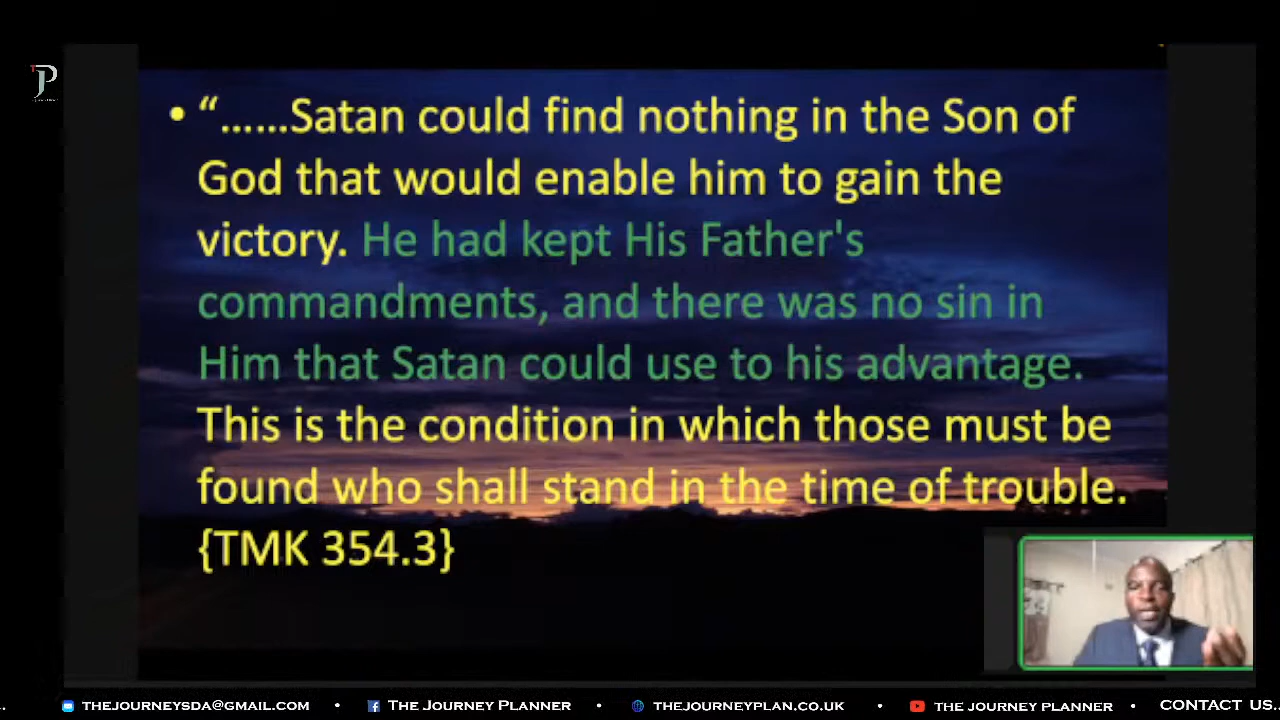 • “......Satan could find nothing in the Son of
God that would enable him to gain the
victory. He had kept His Father's
commandments, and there was no sin in
Him that Satan could use to his advantage.
This is the condition in which those must be
found who shall stand in the time of trouble.
{TMK 354.3}
. THEJOURNEYSDA@GMAIL.COM • THE JOURNEY PLANNER • THEJOURNEYPLAN.CO.UK • THE JOURNEY PLANNER • CONTACT US..